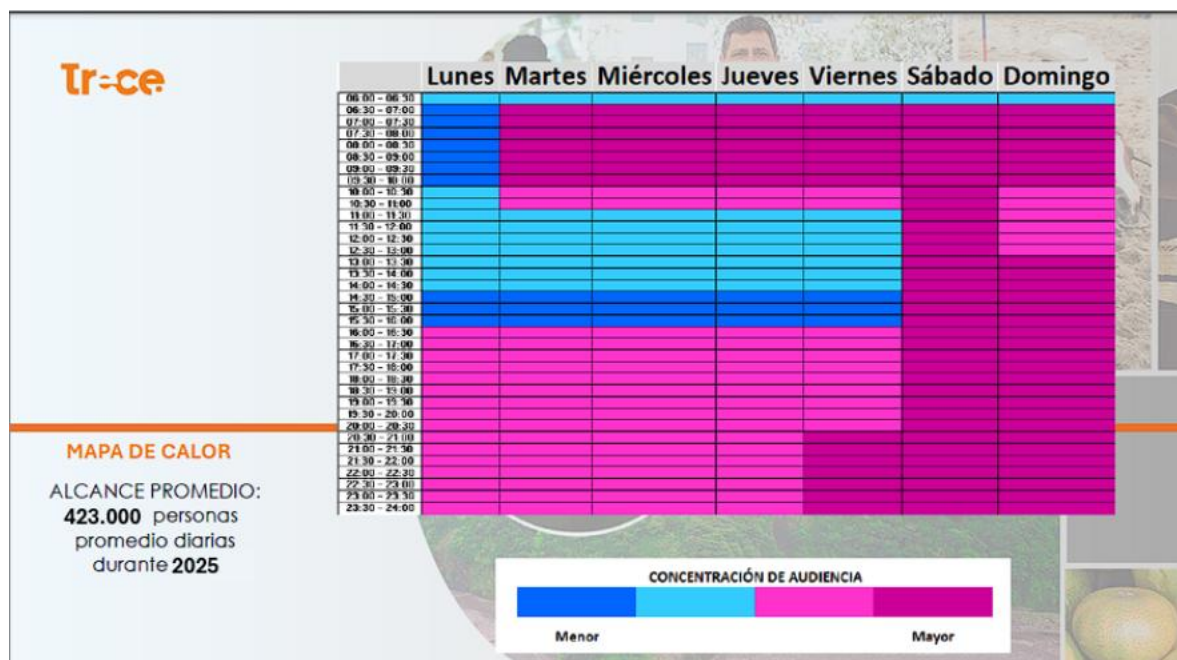 Trece
Lunes Martes Miércoles Jueves Viernes Sábado Domingo
06:00 - 06:30
06:30 - 07:00
07:00 - 07:30
07:30 - 08:00
08:00 - 08:30
08:30 - 09:00
09:00 - 09:30
09:30 - 10:00
10:00 - 10:30
10:30 - 11:00
11:00 - 11:30
11:30 - 12:00
12:00 - 12:30
12:30 - 13:00
13:00 - 13:30
13:30 - 14:00
14:00 - 14:30
14:30 - 15:00
15:00 - 15:30
15:30 - 16:00
16:00 - 16:30
16:30 - 17:00
17:00 - 17:30
17:30 - 18:00
18:00 - 18:30
18:30 - 19:00
19:00 - 19:30
19:30 - 20:00
20:00 - 20:30
20:30 - 21:00
21:00 - 21:30
21:30 - 22:00
22:00 - 22:30
22:30 - 23:00
23:00 - 23:30
23:30 - 24:00
MAPA DE CALOR
ALCANCE PROMEDIO:
423.000 personas
promedio diarias
durante 2025
CONCENTRACIÓN DE AUDIENCIA
Menor Mayor